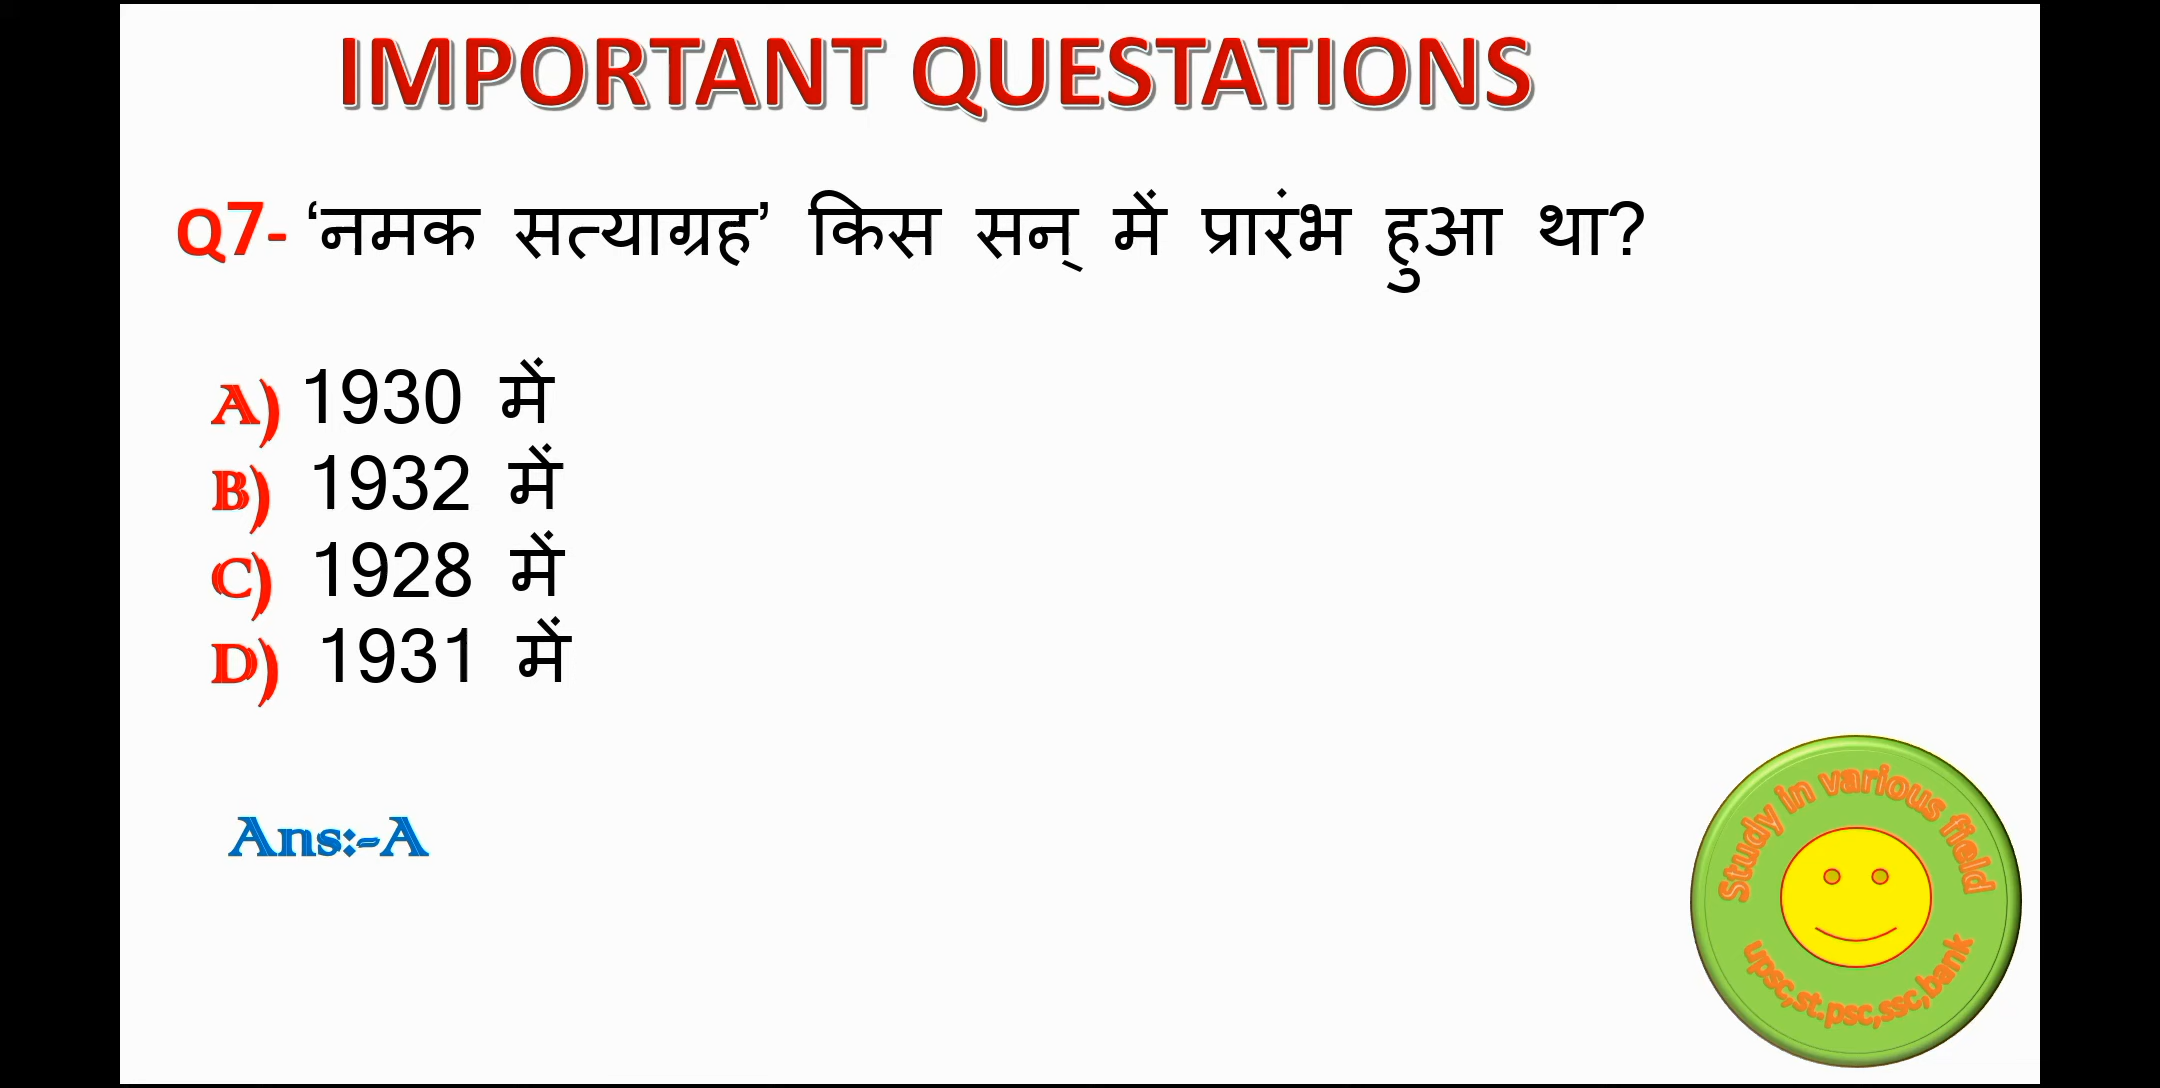 IMPORTANT QUESTATIONS
Q7- ‘नमक सत्याग्रह’ किस सन् में प्रारंभ हुआ था?
A) 1930 में
B) 1932 में
C) 1928 में
D) 1931 में
Ans:-A
Study in various field
upsc,st.psc,ssc,bank